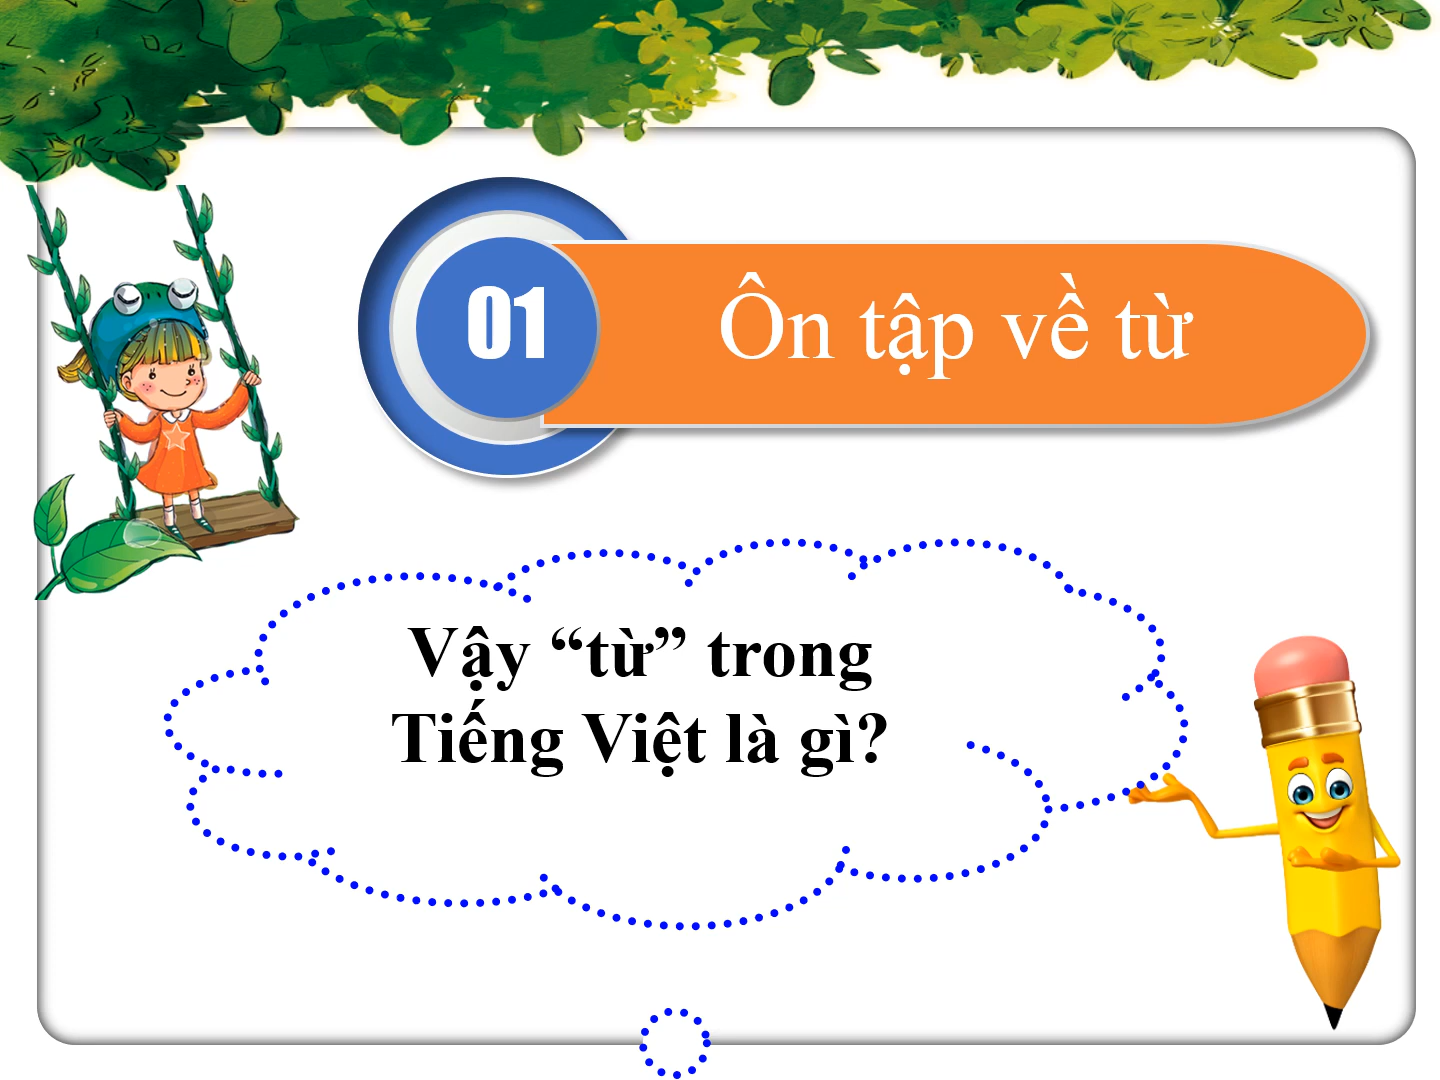 01
Ôn tập về từ
Vậy “từ” trong
Tiếng Việt là gì?